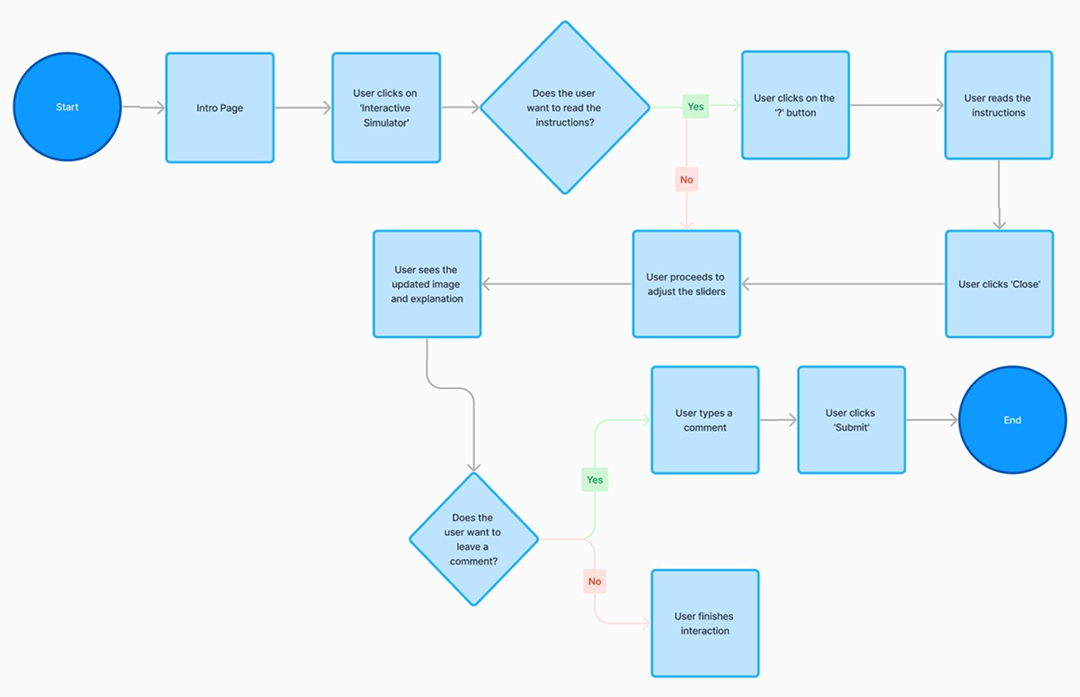 Start
Intro Page
User clicks on
'Interactive
Simulator'
Does the user
want to read the
instructions?
Yes
User clicks on the
'?' button
User reads the
instructions
No
User sees the
updated image
and explanation
User proceeds to
adjust the sliders
User clicks 'Close'
User types a
comment
User clicks
'Submit'
End
Yes
Does the
user want to
leave a
comment?
No
User finishes
interaction